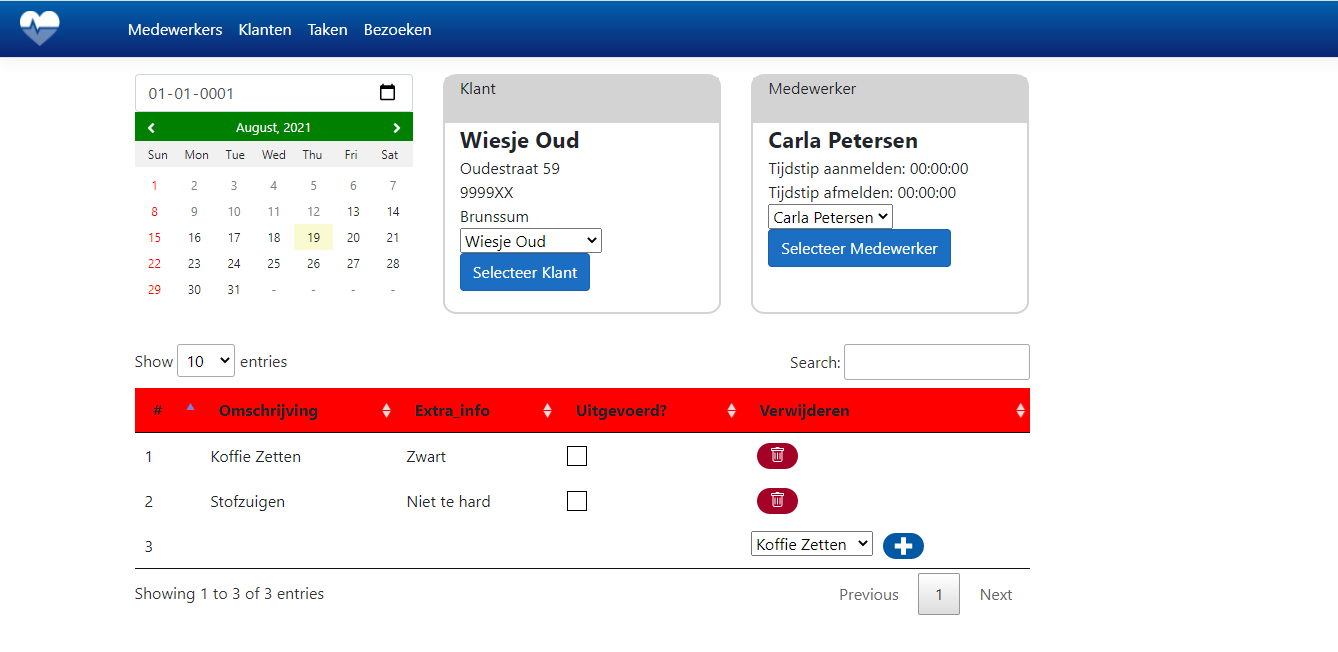 Medewerkers Klanten Taken Bezoeken
01-01-0001
August, 2021
Sun Mon Tue Wed Thu Fri Sat
1 2 3 4 5 6 7
8 9 10 11 12 13 14
15 16 17 18 19 20 21
22 23 24 25 26 27 28
29 30 31 - - - -
Klant
Wiesje Oud
Oudestraat 59
9999XX
Brunssum
Wiesje Oud
Selecteer Klant
Medewerker
Carla Petersen
Tijdstip aanmelden: 00:00:00
Tijdstip afmelden: 00:00:00
Carla Petersen
Selecteer Medewerker
Show 10 entries
Search:
# Omschrijving Extra info Uitgevoerd? Verwijderen
1 Koffie Zetten Zwart
2 Stofzuigen Niet te hard
3 Koffie Zetten
Showing 1 to 3 of 3 entries
Previous 1 Next